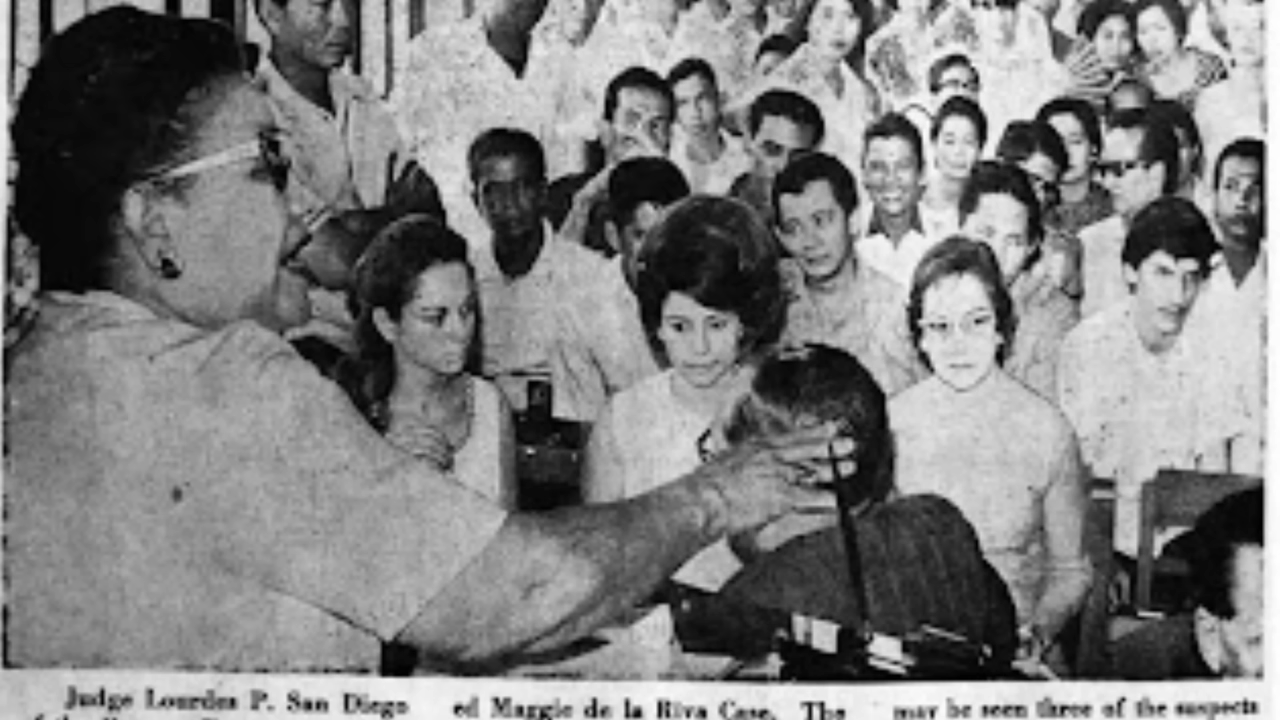 Judge Lourdes P. San Diego
ed Maggie de la Riva Case. The
may be seen three of the suspects